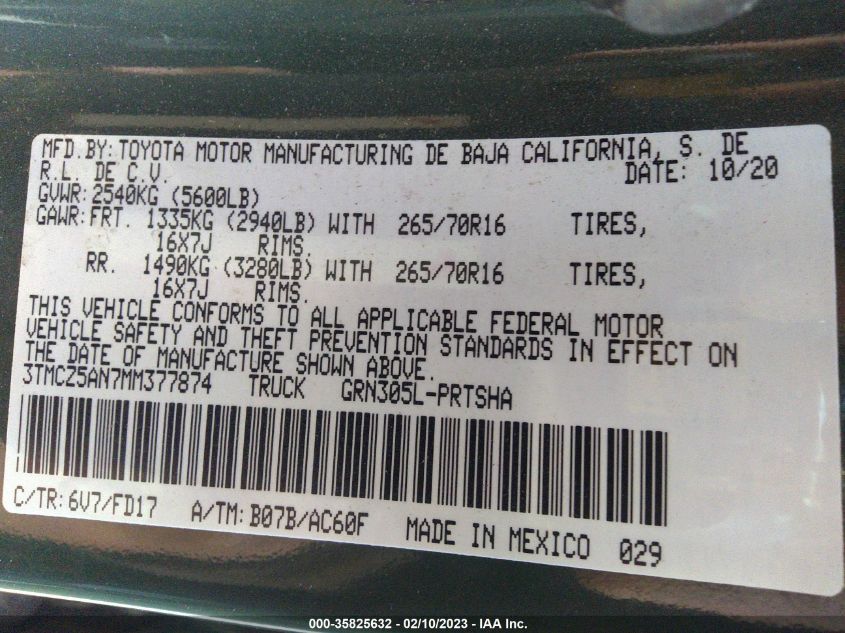 MFD. BY: TOYOTA MOTOR MANUFACTURING DE BAJA CALIFORNIA, S. DE
R.L. DE C.V. DATE: 10/20
GVWR: 2540KG (5600LB)
GAWR: FRT. 1335KG (2940LB) WITH 265/70R16 TIRES,
16X7J RIMS.
RR. 1490KG (3280LB) WITH 265/70R16 TIRES,
16X7J RIMS.
THIS VEHICLE CONFORMS TO ALL APPLICABLE FEDERAL MOTOR
VEHICLE SAFETY AND THEFT PREVENTION STANDARDS IN EFFECT ON
THE DATE OF MANUFACTURE SHOWN ABOVE.
3TMCZ5AN7MM377874 TRUCK GRN305L-PRTSHA
C/TR: 6V7/FD17 A/TM: B07B/AC60F MADE IN MEXICO 029
000-35825632 - 02/10/2023 - IAA Inc.